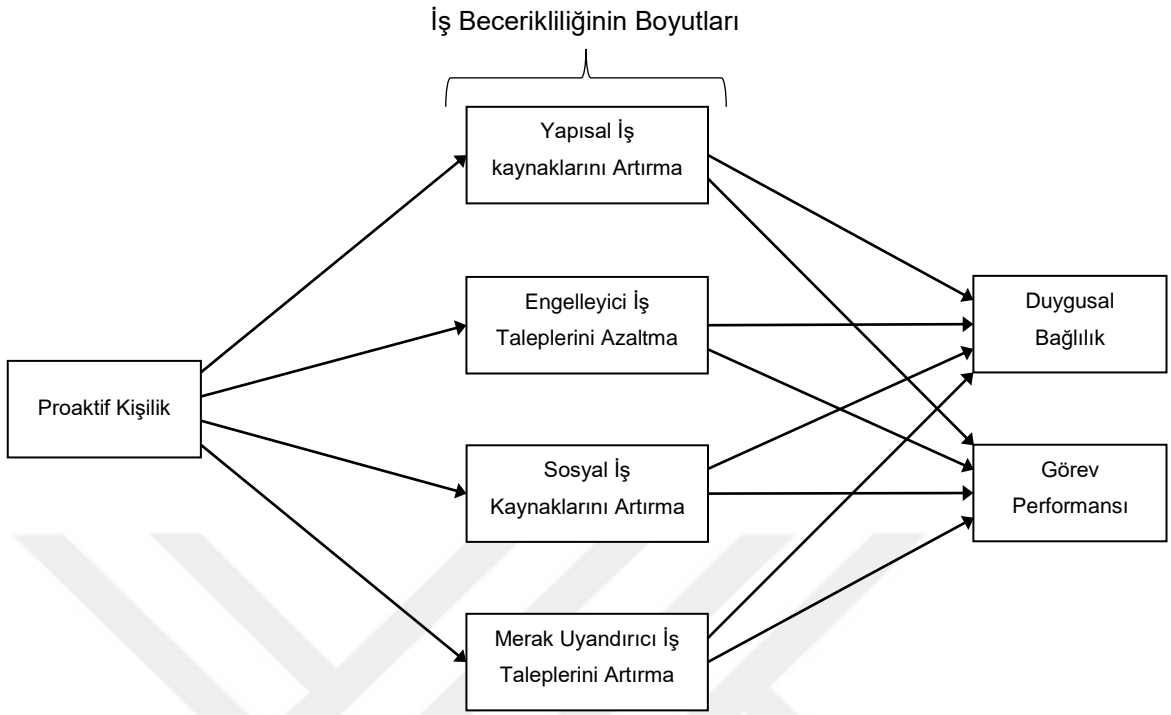 İş Becerikliliğinin Boyutları
Yapısal İş
kaynaklarını Artırma
Engelleyici İş
Taleplerini Azaltma
Duygusal
Bağlılık
Proaktif Kişilik
Sosyal İş
Kaynaklarını Artırma
Görev
Performansı
Merak Uyandırıcı İş
Taleplerini Artırma